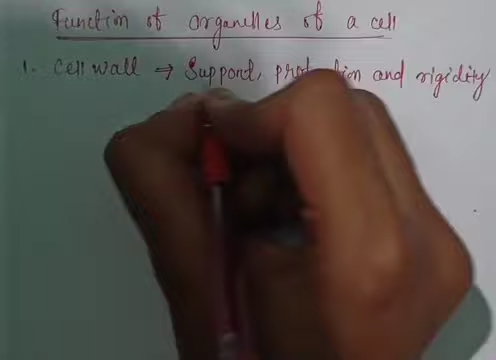 Function of organelles of a cell
1. Cell wall → Support, and rigidity